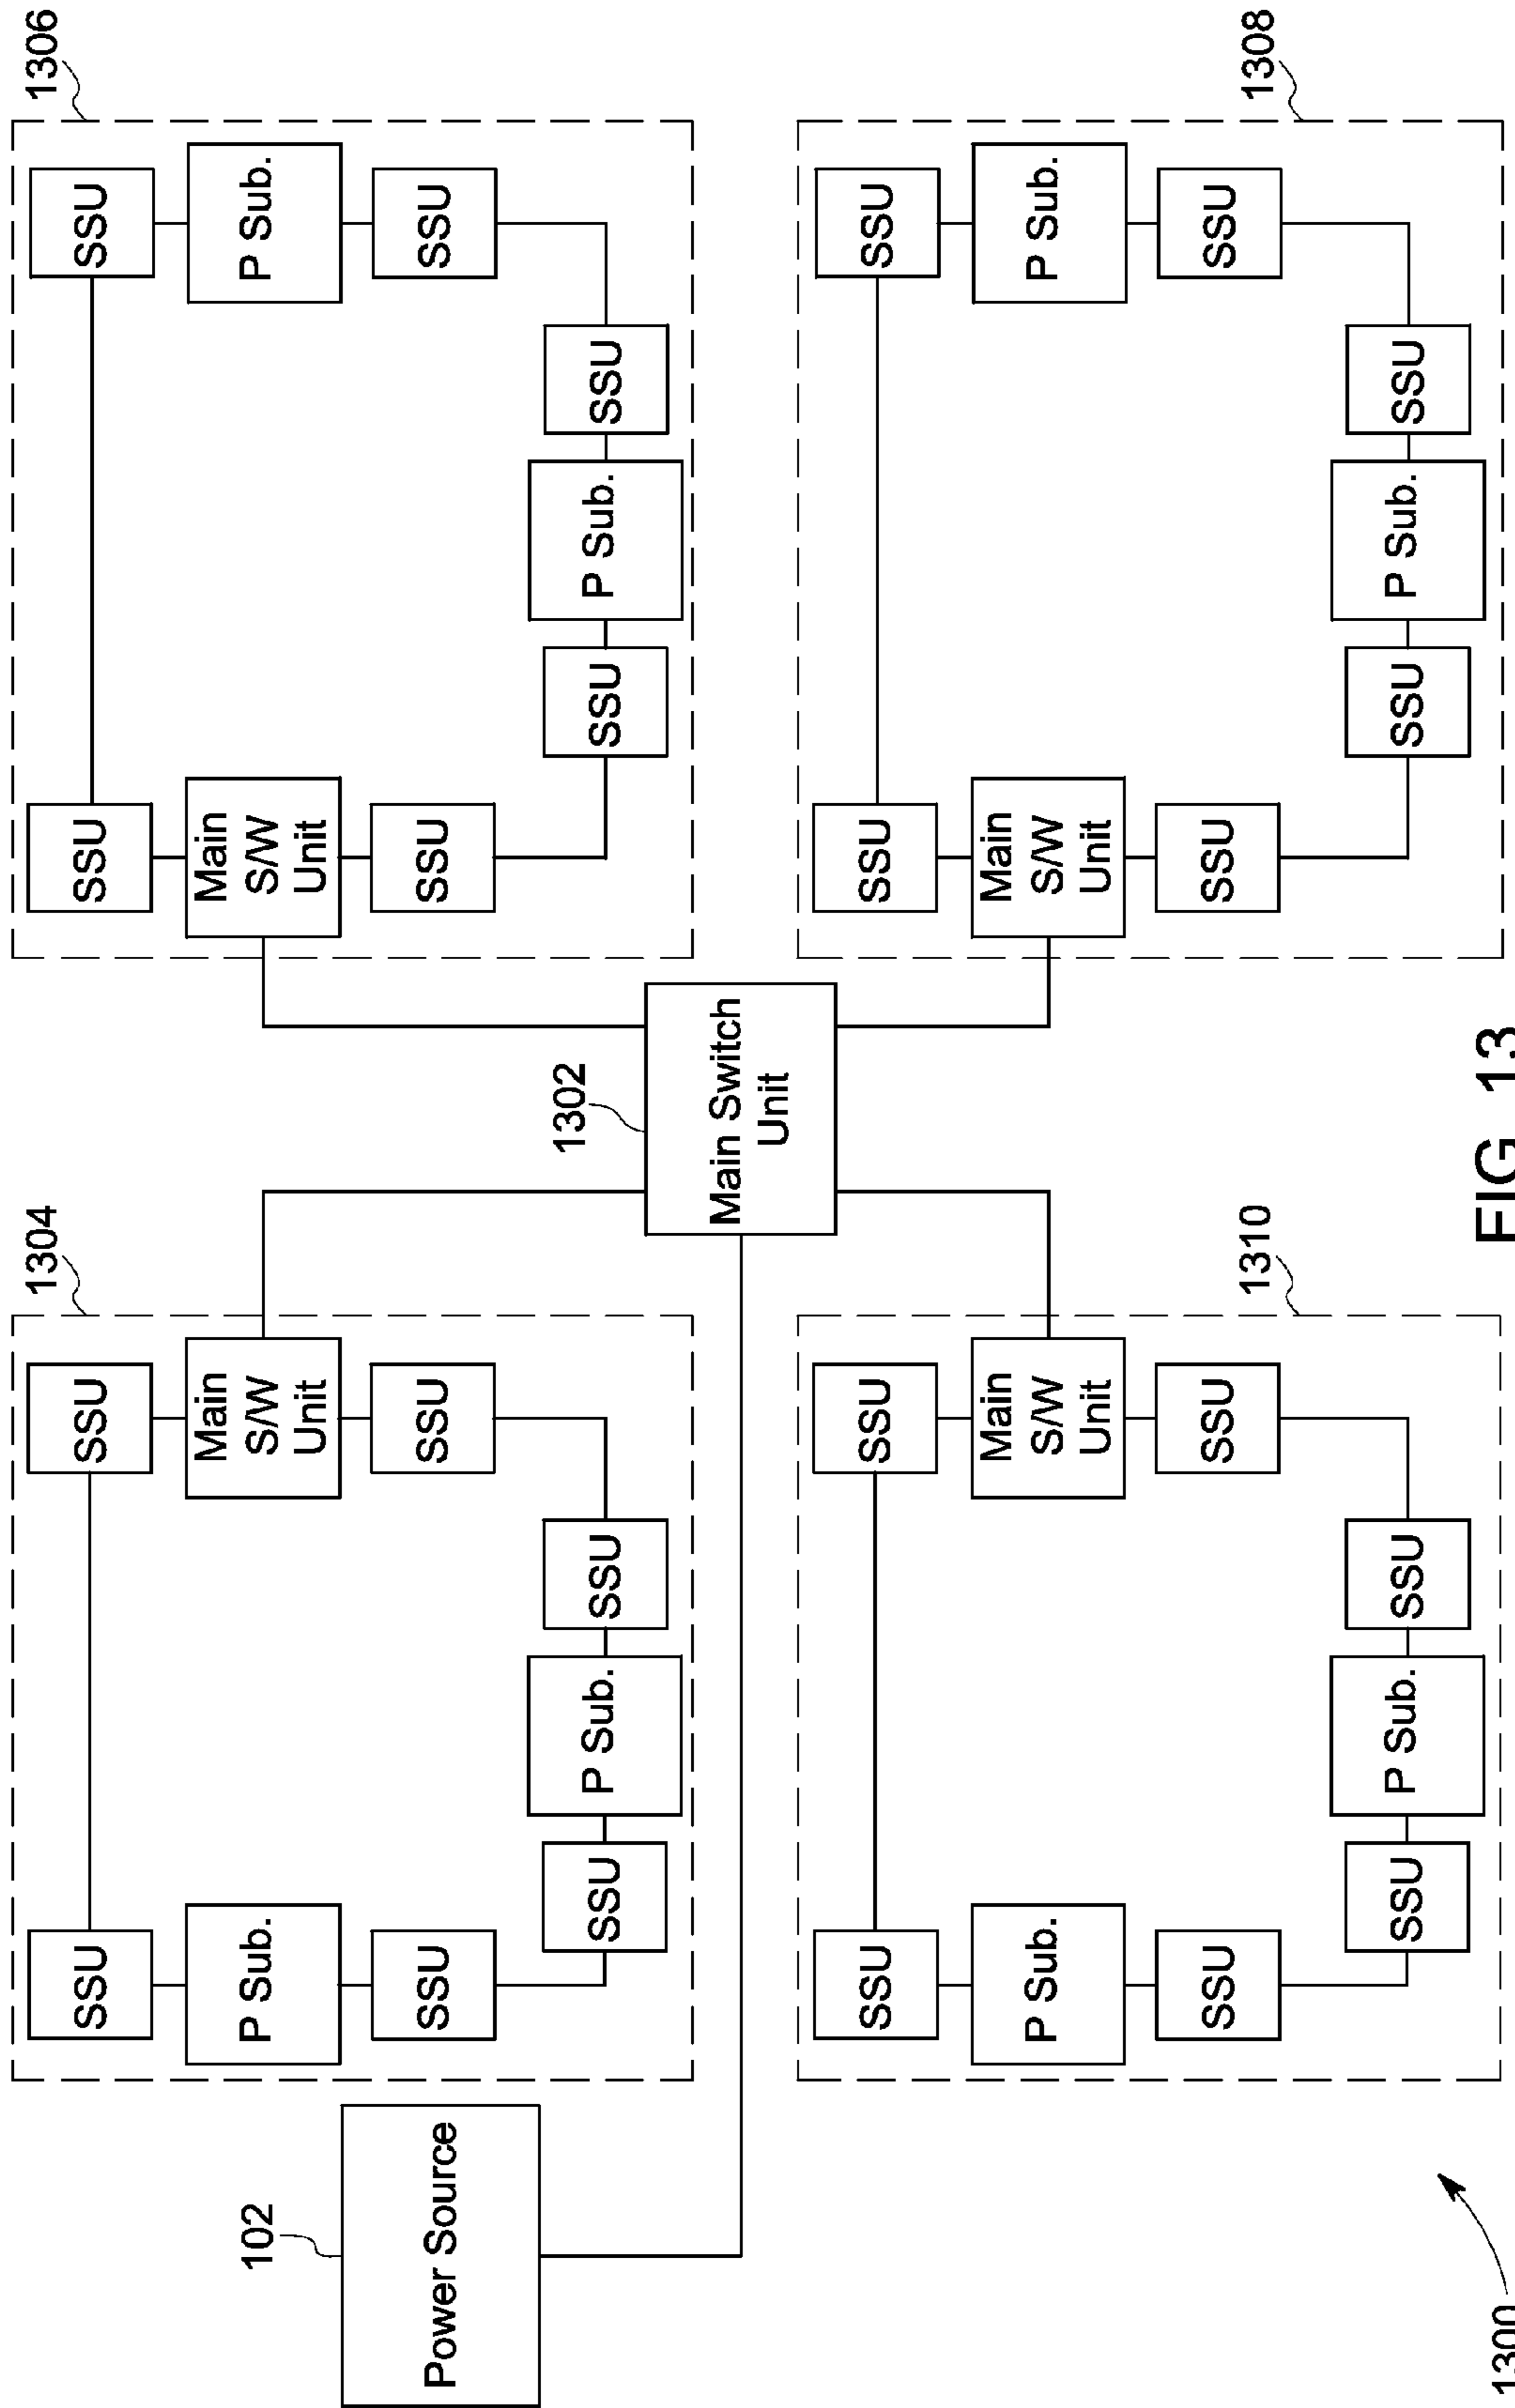 102
Power Source
1304
SSU
SSU
P Sub.
Main
S/W
Unit
SSU
SSU
SSU
P Sub.
SSU
1306
SSU
SSU
Main
S/W
Unit
P Sub.
SSU
SSU
SSU
P Sub.
SSU
1302
Main Switch
Unit
1310
SSU
SSU
P Sub.
Main
S/W
Unit
SSU
SSU
SSU
P Sub.
SSU
1308
SSU
SSU
Main
S/W
Unit
P Sub.
SSU
SSU
SSU
P Sub.
SSU
1300
FIG 13